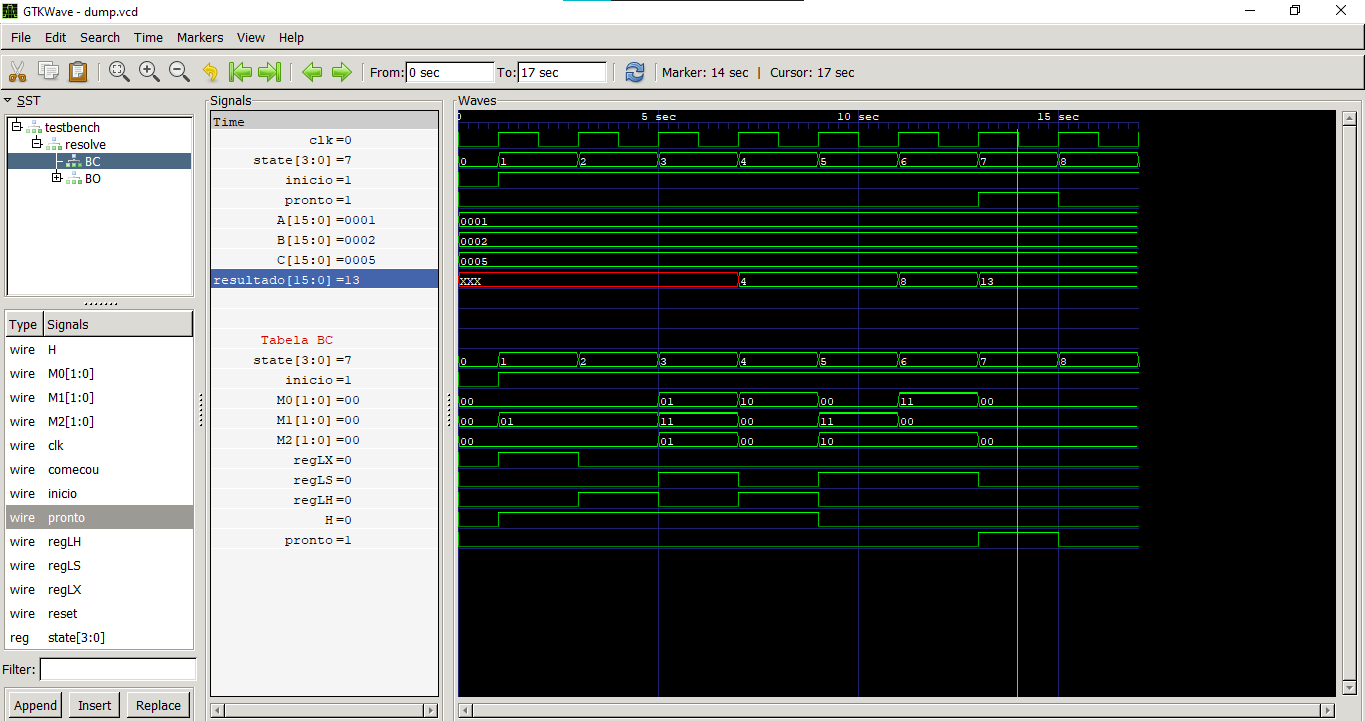 GTKWave - dump.vcd
File Edit Search Time Markers View Help
From: 0 sec To: 17 sec Marker: 14 sec | Cursor: 17 sec
SST
testbench
resolve
BC
BO
Type Signals
wire H
wire M0[1:0]
wire M1[1:0]
wire M2[1:0]
wire clk
wire comecou
wire inicio
wire pronto
wire regLH
wire regLS
wire regLX
wire reset
reg state[3:0]
Filter:
Append Insert Replace
Signals
Time
clk=0
state[3:0]=7
inicio=1
pronto=1
A[15:0]=0001
B[15:0]=0002
C[15:0]=0005
resultado[15:0]=13
Tabela BC
state[3:0]=7
inicio=1
M0[1:0]=00
M1[1:0]=00
M2[1:0]=00
regLX=0
regLS=0
regLH=0
H=0
pronto=1
Waves
0 5 sec 10 sec 15 sec
0 1 2 3 4 5 6 7 8
0001
0002
0005
XXX 4 8 13
0 1 2 3 4 5 6 7 8
00 01 10 00 11 00
00 01 11 00 11 00
00 01 00 10 00